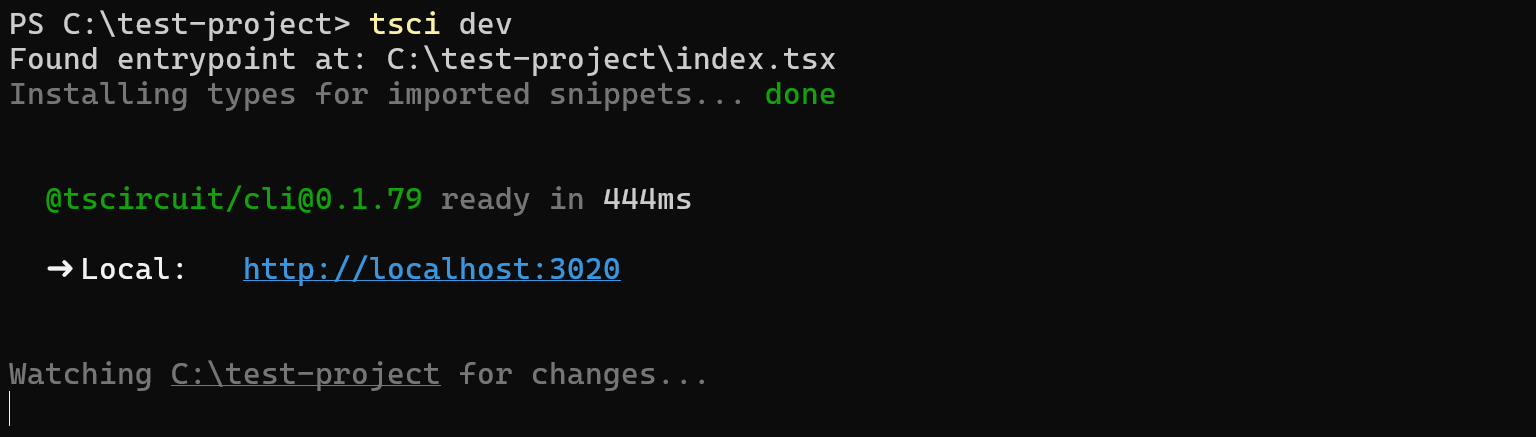 PS C:\test-project> tsci dev
Found entrypoint at: C:\test-project\index.tsx
Installing types for imported snippets... done
@tscircuit/cli@0.1.79 ready in 444ms
➜ Local: http://localhost:3020
Watching C:\test-project for changes...